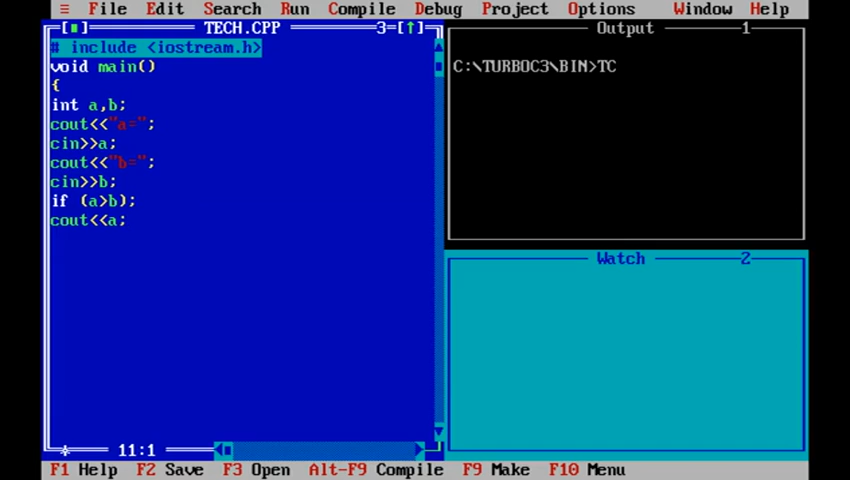 ≡ File Edit Search Run Compile Debug Project Options Window Help
[■] TECH.CPP 3=[↑]
# include <iostream.h>
void main()
{
int a,b;
cout<<"a=";
cin>>a;
cout<<"b=";
cin>>b;
if (a>b);
cout<<a;
11:1
Output 1
C:\TURBOC3\BIN>TC
Watch 2
F1 Help F2 Save F3 Open Alt-F9 Compile F9 Make F10 Menu